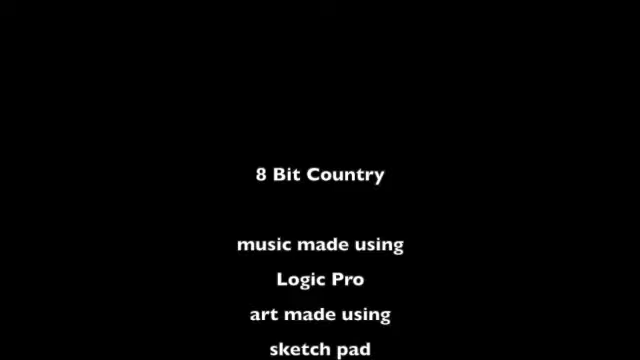 8 Bit Country
music made using
Logic Pro
art made using
sketch pad